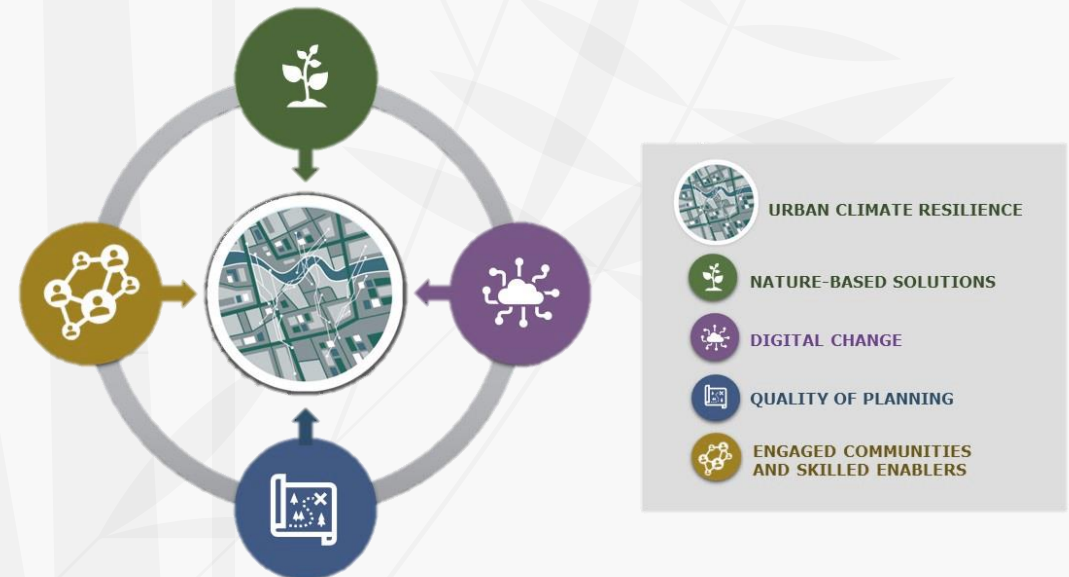 URBAN CLIMATE RESILIENCE
NATURE-BASED SOLUTIONS
DIGITAL CHANGE
QUALITY OF PLANNING
ENGAGED COMMUNITIES
AND SKILLED ENABLERS